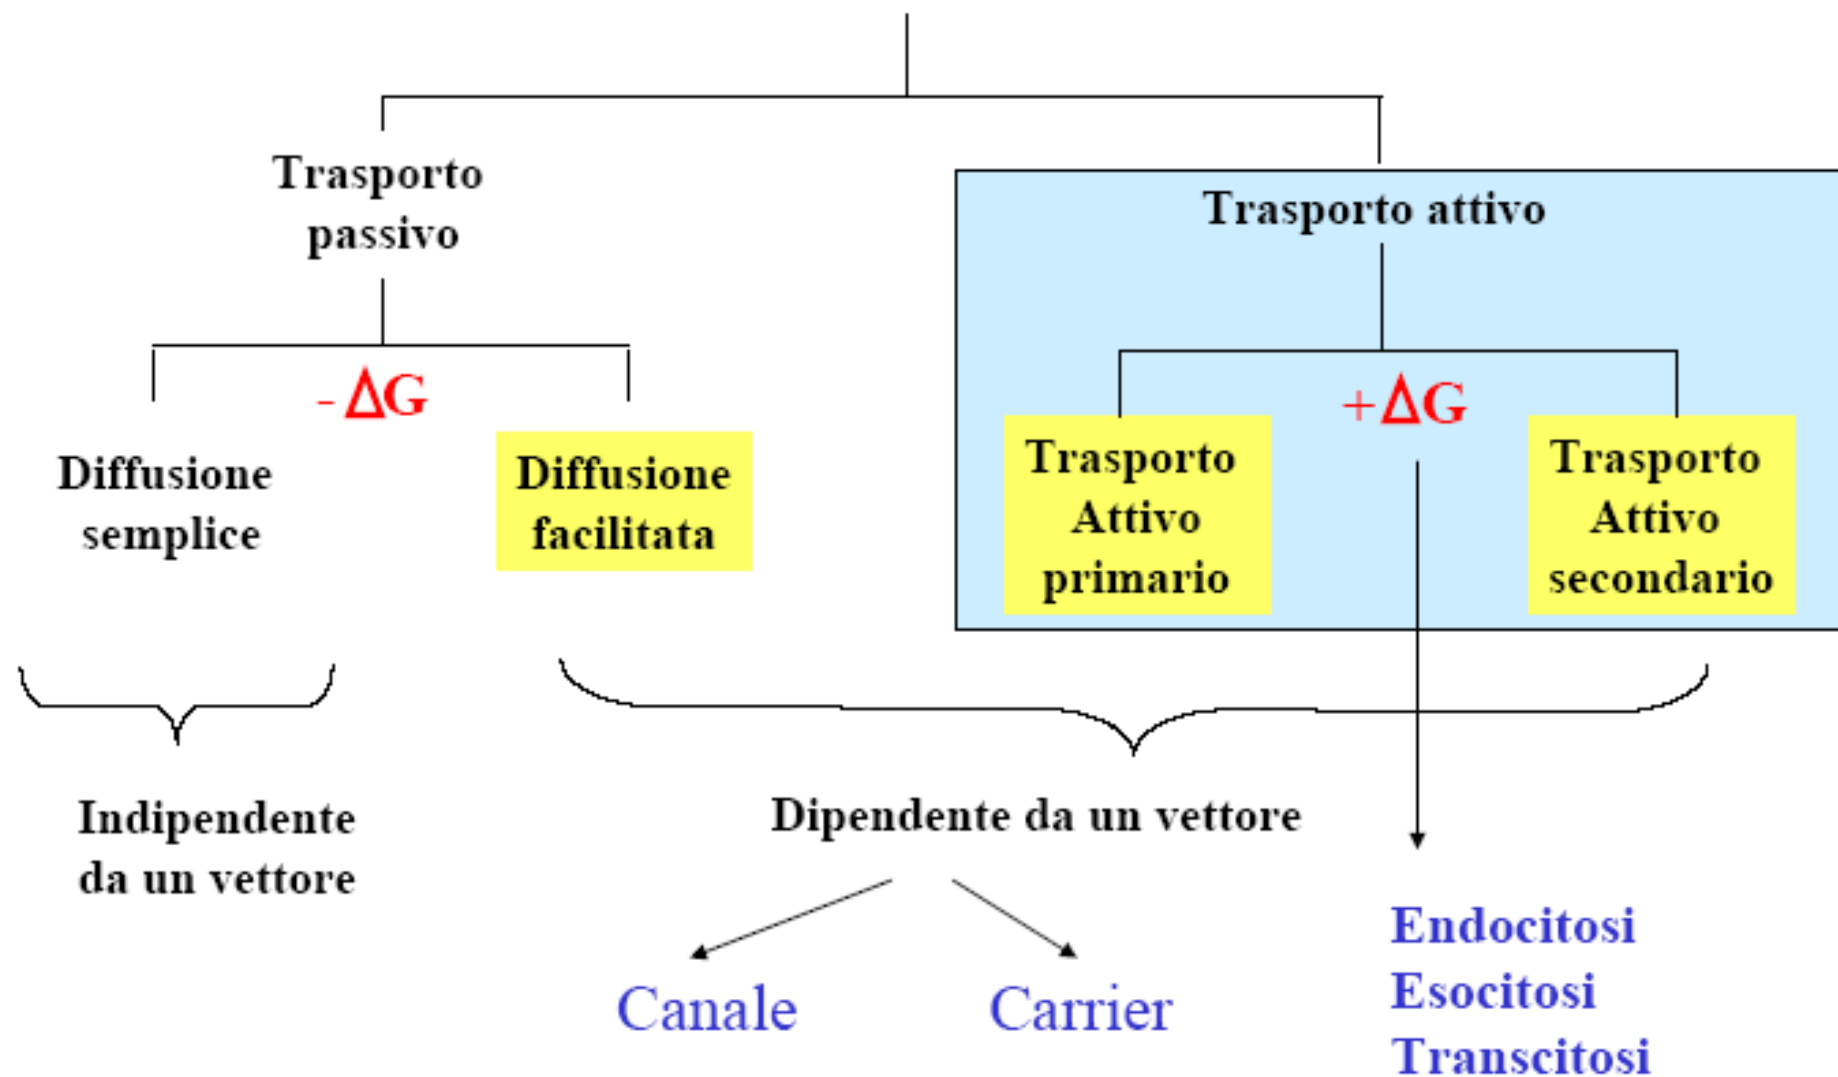 Trasporto
passivo
Trasporto attivo
- ΔG
+ΔG
Diffusione
semplice
Diffusione
facilitata
Trasporto
Attivo
primario
Trasporto
Attivo
secondario
Indipendente
da un vettore
Dipendente da un vettore
Canale
Carrier
Endocitosi
Esocitosi
Transcitosi